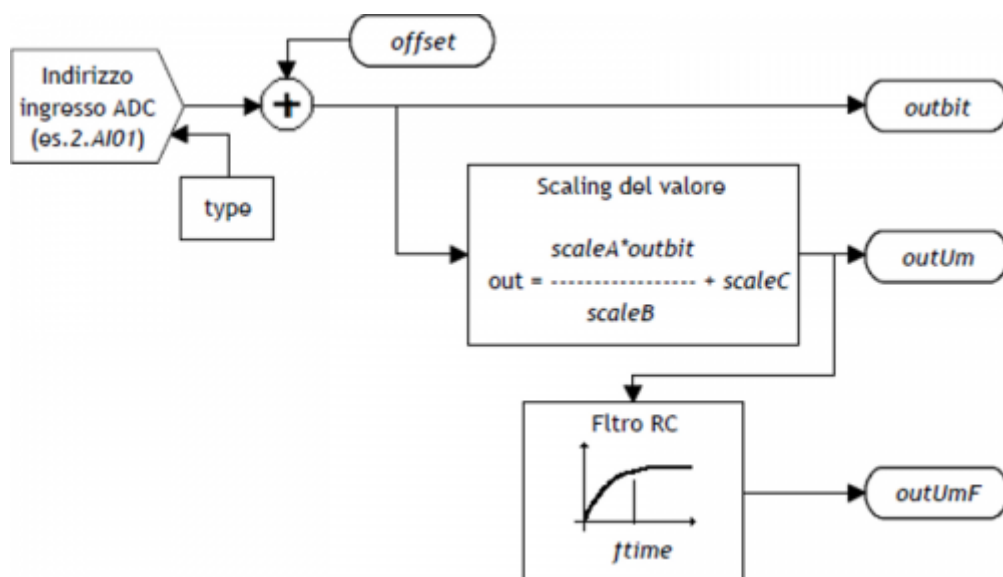 offset
Indirizzo
ingresso ADC
(es.2.AI01)
+
outbit
type
Scaling del valore
scaleA*outbit
out = ----------------- + scaleC
scaleB
outUm
Fltro RC
ftime
outUmF